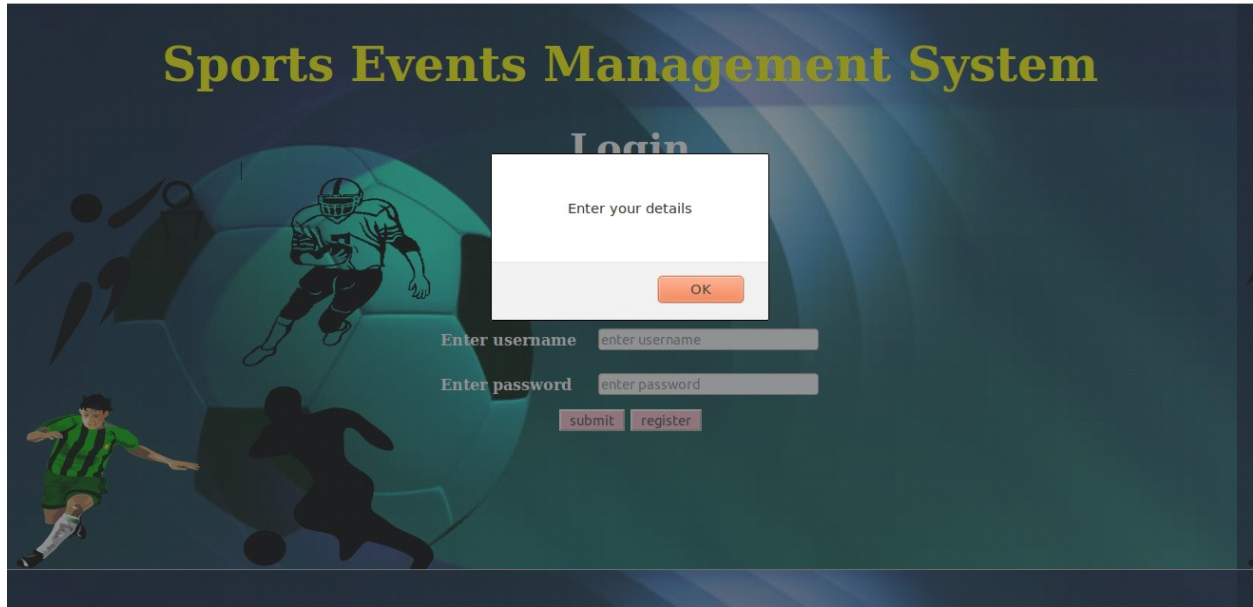 Sports Events Management System
Login
Enter your details
OK
Enter username enter username
Enter password enter password
submit register